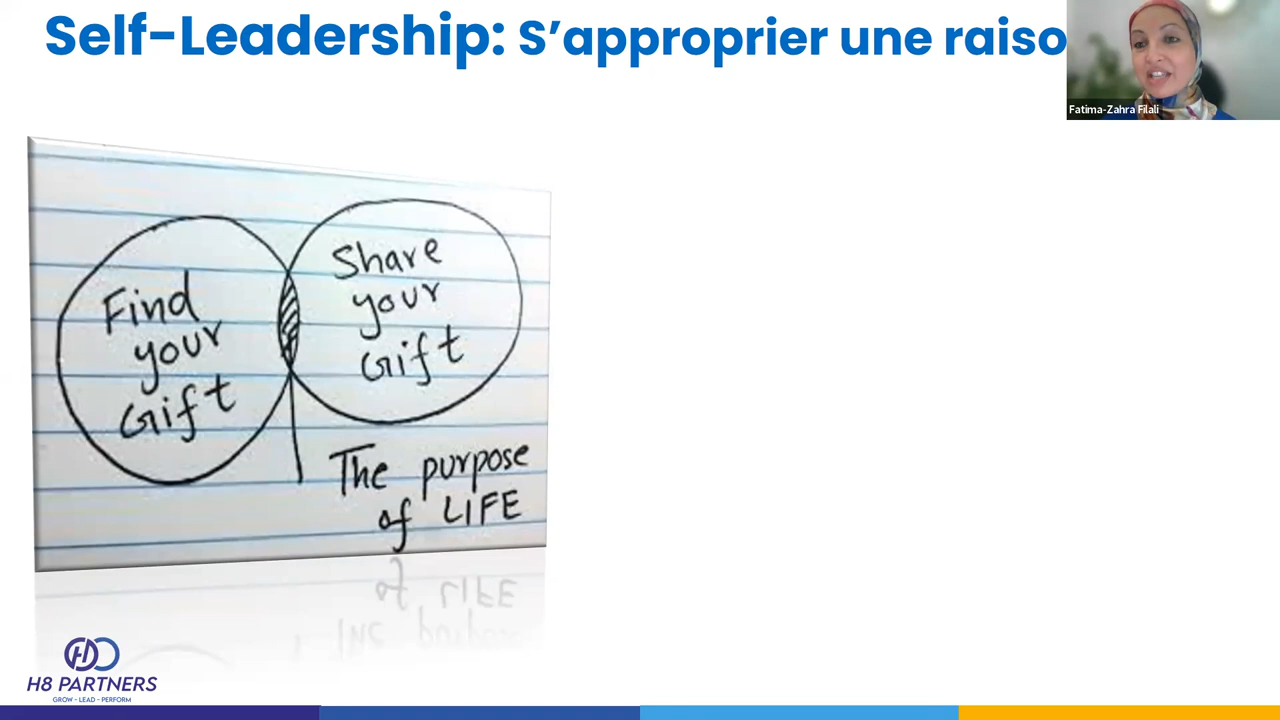 Self-Leadership: S’approprier une raiso
Fatima-Zahra Filali
Find
your
Gift
Share
your
Gift
The purpose
of LIFE
H8 PARTNERS
GROW - LEAD - PERFORM